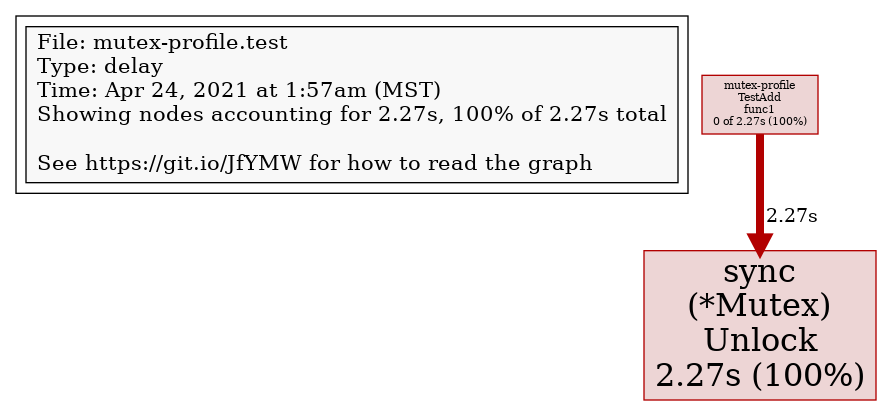 File: mutex-profile.test
Type: delay
Time: Apr 24, 2021 at 1:57am (MST)
Showing nodes accounting for 2.27s, 100% of 2.27s total
See https://git.io/JfYMW for how to read the graph
mutex-profile
TestAdd
func1
0 of 2.27s (100%)
2.27s
sync
(*Mutex)
Unlock
2.27s (100%)